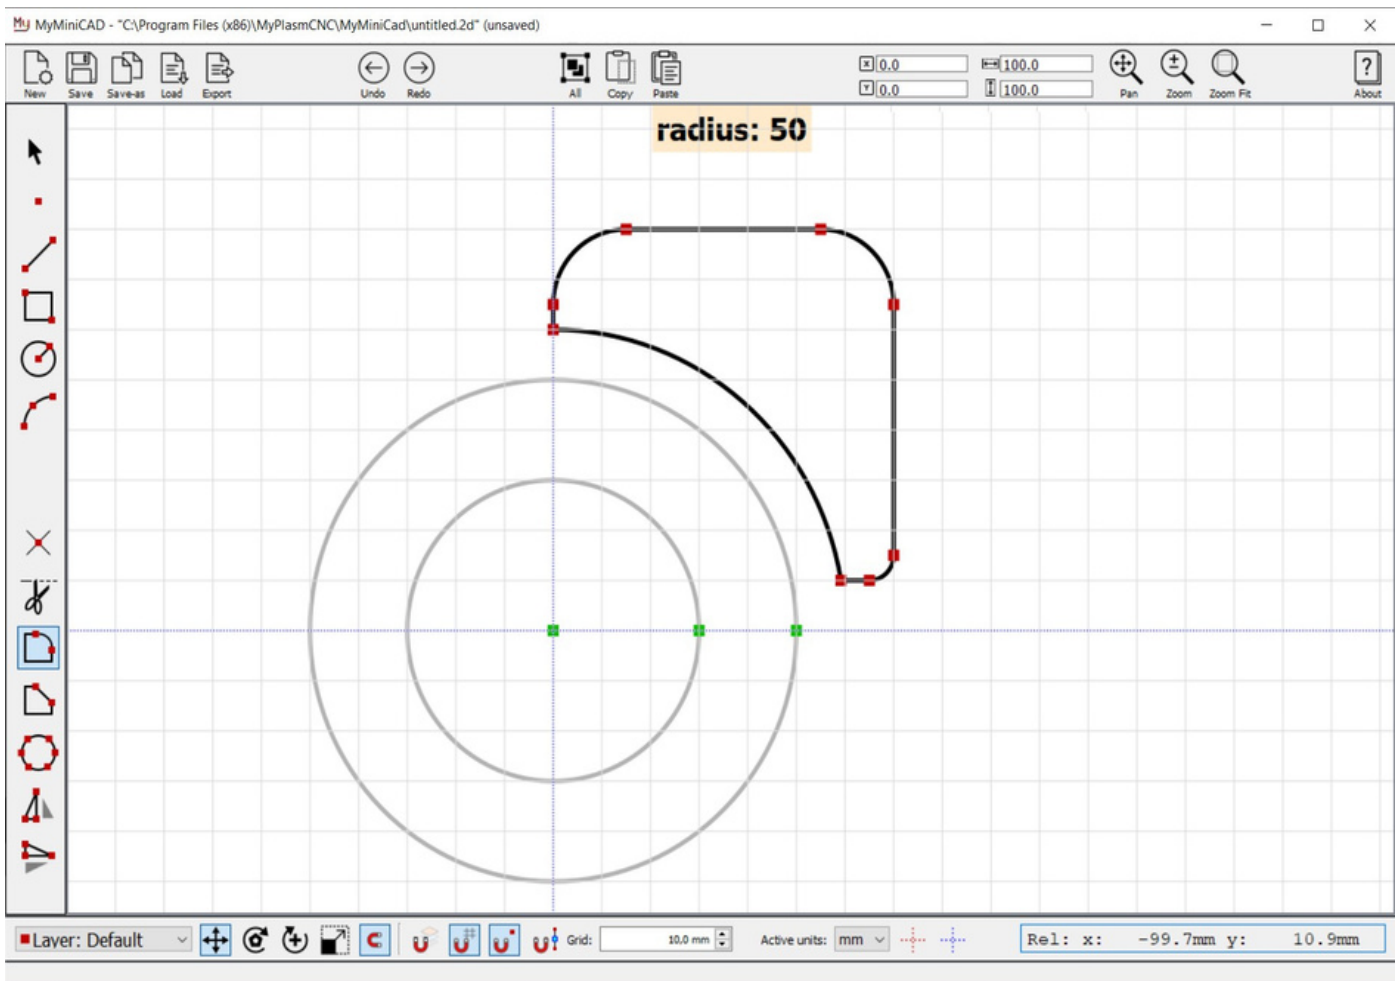 My MyMiniCAD - "C:\Program Files (x86)\MyPlasmCNC\MyMiniCad\untitled.2d" (unsaved)
New Save Save-as Load Export Undo Redo All Copy Paste X 0.0 100.0 Pan Zoom Zoom Fit ? About
Y 0.0 100.0
radius: 50
Layer: Default Grid: 10,0 mm Active units: mm Rel: x: -99.7mm y: 10.9mm